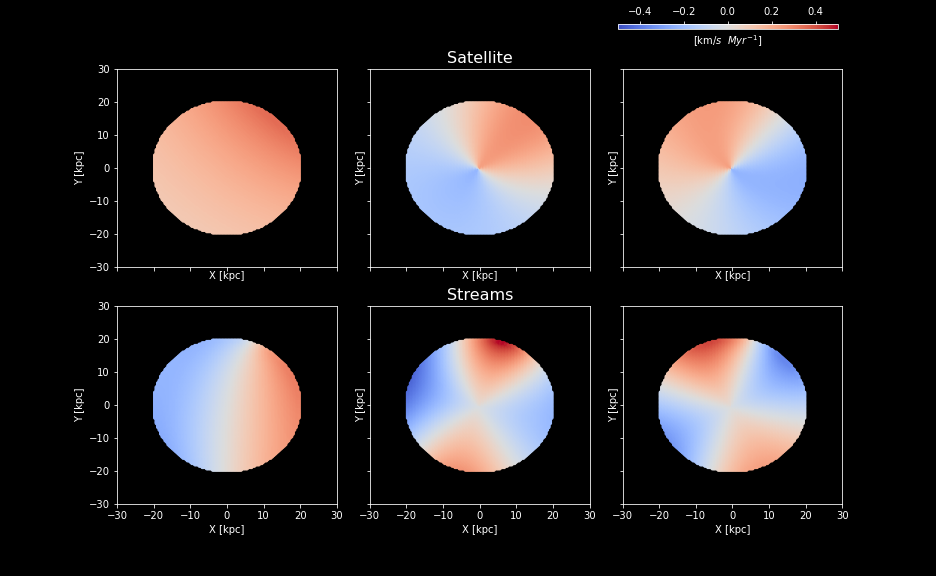 −0.4 −0.2 0.0 0.2 0.4
[km/s Myr⁻¹]
Satellite
30
20
10
0
−10
−20
−30
Y [kpc]
Y [kpc]
Y [kpc]
X [kpc] X [kpc] X [kpc]
Streams
30
20
10
0
−10
−20
−30
Y [kpc]
Y [kpc]
Y [kpc]
−30 −20 −10 0 10 20 30 −30 −20 −10 0 10 20 30 −30 −20 −10 0 10 20 30
X [kpc] X [kpc] X [kpc]